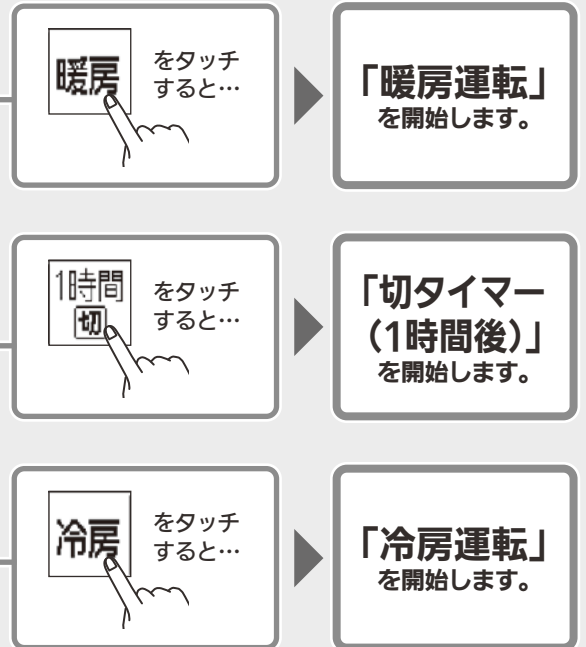 暖房
をタッチ
すると…
「暖房運転」
を開始します。
1時間
切
をタッチ
すると…
「切タイマー
(1時間後)」
を開始します。
冷房
をタッチ
すると…
「冷房運転」
を開始します。